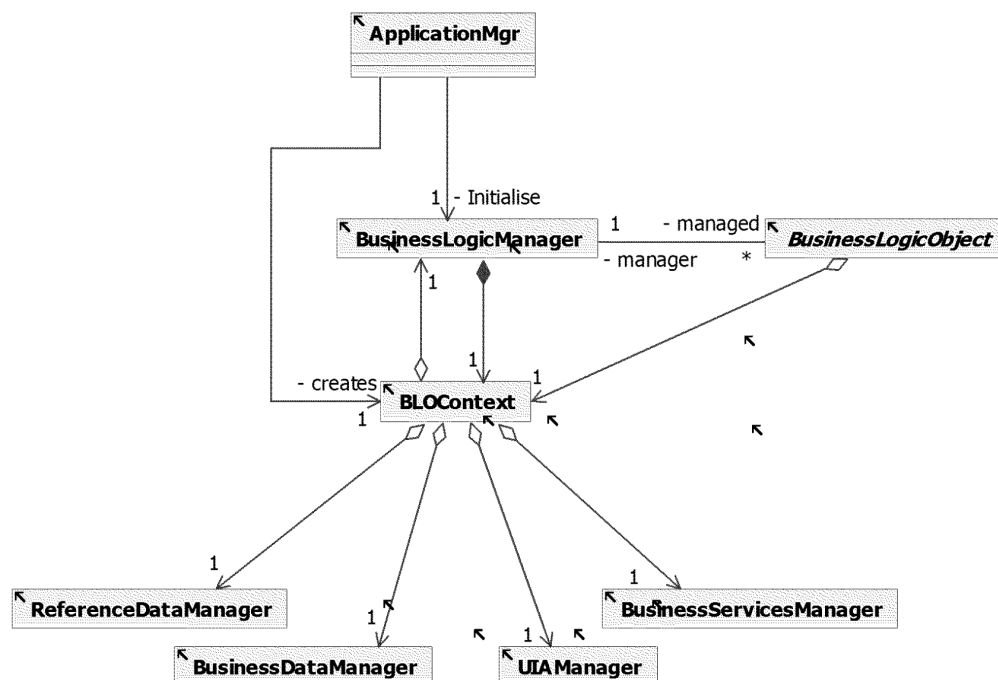 ApplicationMgr
1 - Initialise
BusinessLogicManager
1 - managed
- manager *
BusinessLogicObject
1
1
1
- creates
1
BLOContext
1
1
1
1
ReferenceDataManager
BusinessServicesManager
BusinessDataManager
UIAManager